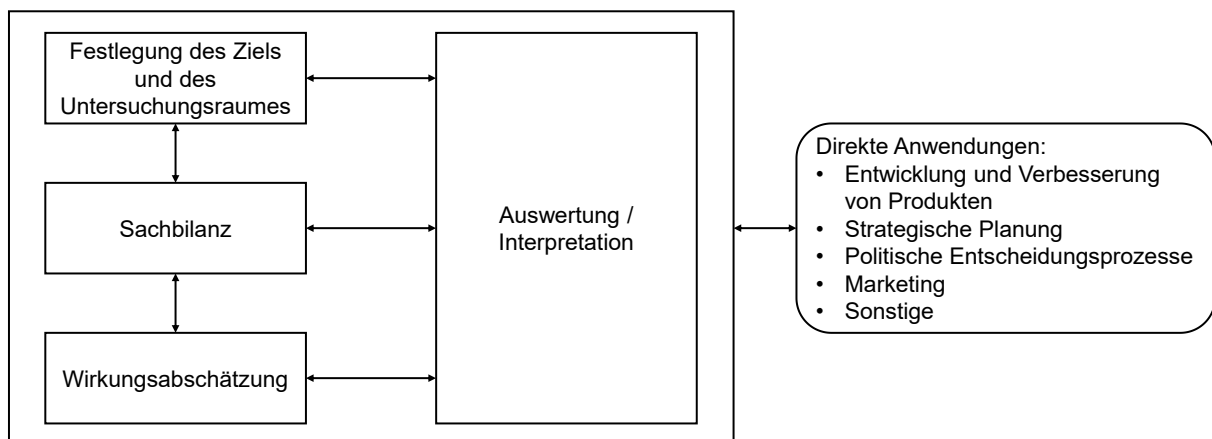 Festlegung des Ziels
und des
Untersuchungsraumes
Sachbilanz
Wirkungsabschätzung
Auswertung /
Interpretation
Direkte Anwendungen:
• Entwicklung und Verbesserung
von Produkten
• Strategische Planung
• Politische Entscheidungsprozesse
• Marketing
• Sonstige